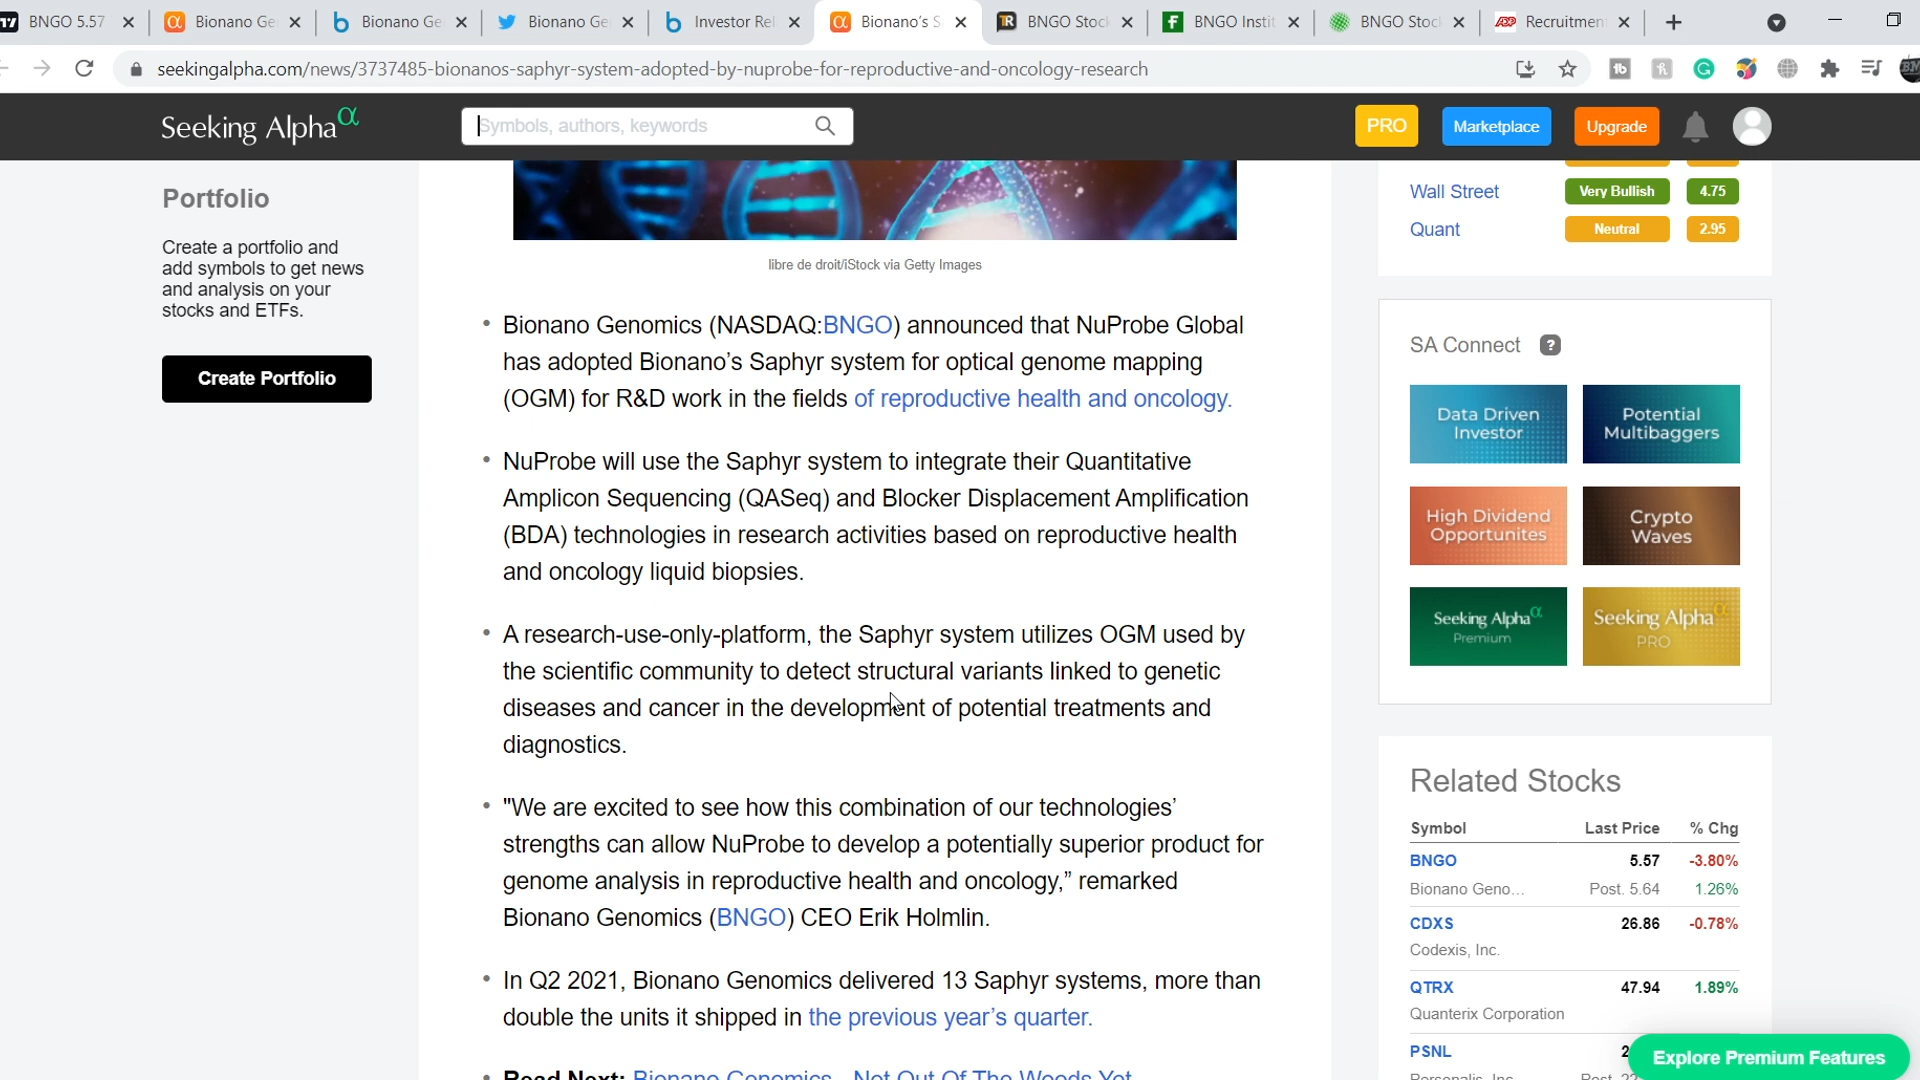 BNGO 5.57
Bionano Ge
Bionano Ge
Bionano Ge
Investor Rel
Bionano's S
BNGO Stock
BNGO Instit
BNGO Stock
Recruitmen
seekingalpha.com/news/3737485-bionanos-saphyr-system-adopted-by-nuprobe-for-reproductive-and-oncology-research
Seeking Alpha α
Symbols, authors, keywords
PRO
Marketplace
Upgrade
Portfolio
Create a portfolio and
add symbols to get news
and analysis on your
stocks and ETFs.
Create Portfolio
libre de droit/iStock via Getty Images
• Bionano Genomics (NASDAQ:BNGO) announced that NuProbe Global
has adopted Bionano’s Saphyr system for optical genome mapping
(OGM) for R&D work in the fields of reproductive health and oncology.
• NuProbe will use the Saphyr system to integrate their Quantitative
Amplicon Sequencing (QASeq) and Blocker Displacement Amplification
(BDA) technologies in research activities based on reproductive health
and oncology liquid biopsies.
• A research-use-only-platform, the Saphyr system utilizes OGM used by
the scientific community to detect structural variants linked to genetic
diseases and cancer in the development of potential treatments and
diagnostics.
• "We are excited to see how this combination of our technologies’
strengths can allow NuProbe to develop a potentially superior product for
genome analysis in reproductive health and oncology,” remarked
Bionano Genomics (BNGO) CEO Erik Holmlin.
• In Q2 2021, Bionano Genomics delivered 13 Saphyr systems, more than
double the units it shipped in the previous year’s quarter.
• Read Next: Bionano Genomics - Not Out Of The Woods Yet
Wall Street Very Bullish 4.75
Quant Neutral 2.95
SA Connect ?
Data Driven
Investor
Potential
Multibaggers
High Dividend
Opportunites
Crypto
Waves
Seeking Alpha α
Premium
Seeking Alpha α
PRO
Related Stocks
Symbol Last Price % Chg
BNGO 5.57 -3.80%
Bionano Geno... Post. 5.64 1.26%
CDXS 26.86 -0.78%
Codexis, Inc.
QTRX 47.94 1.89%
Quanterix Corporation
PSNL
Personalis, Inc.
Explore Premium Features